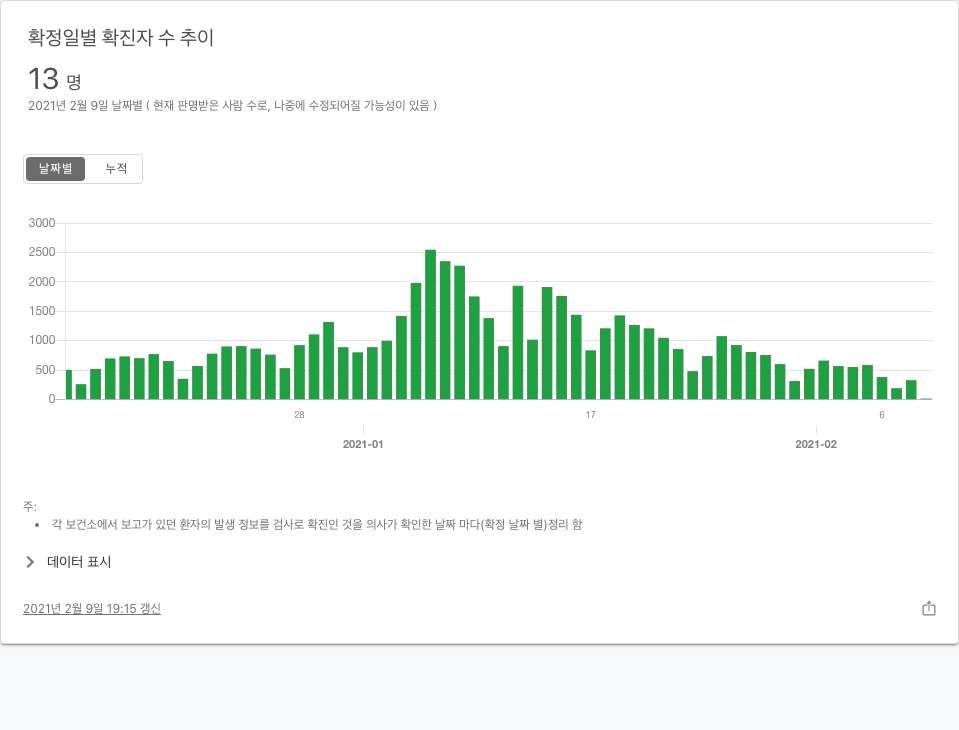 확정일별 확진자 수 추이
13 명
2021년 2월 9일 날짜별 ( 현재 판명받은 사람 수로, 나중에 수정되어질 가능성이 있음 )
날짜별 누적
3000
2500
2000
1500
1000
500
0
28 17 6
2021-01 2021-02
주:
• 각 보건소에서 보고가 있던 환자의 발생 정보를 검사로 확진인 것을 의사가 확인한 날짜 마다(확정 날짜 별)정리 함
데이터 표시
2021년 2월 9일 19:15 갱신